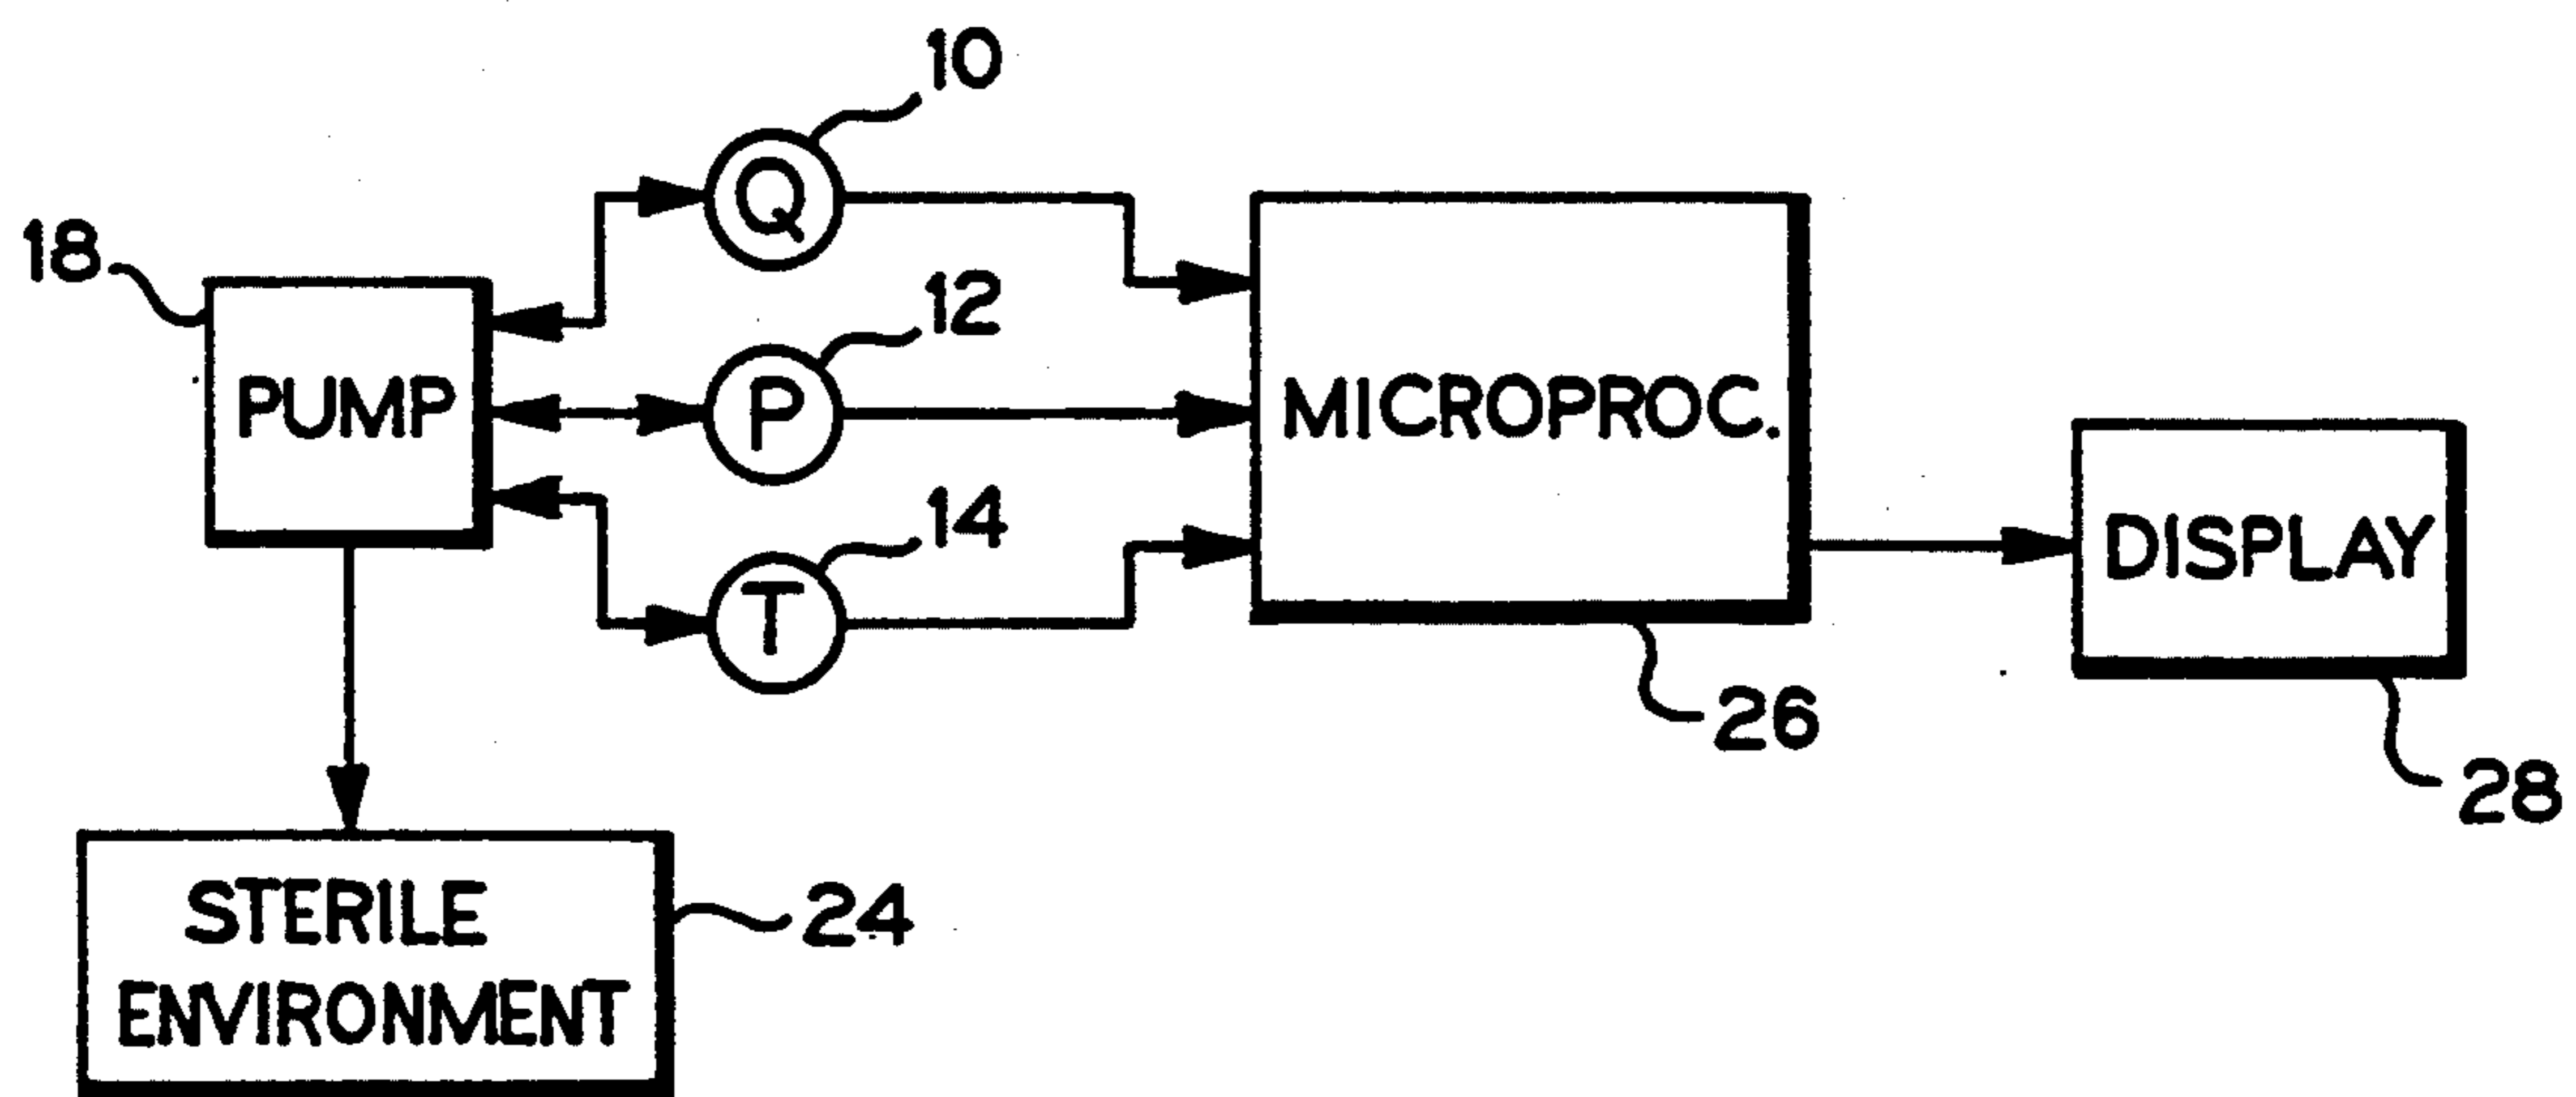 10
Q
18
12
PUMP
P
MICROPROC.
14
T
DISPLAY
26
28
STERILE
ENVIRONMENT
24